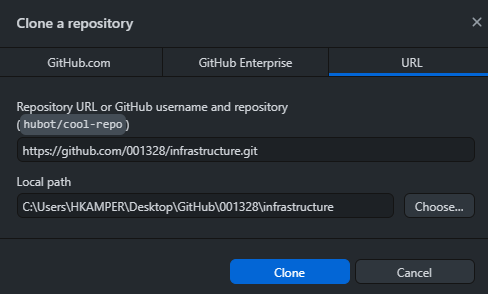 Clone a repository
GitHub.com
GitHub Enterprise
URL
Repository URL or GitHub username and repository
(hubot/cool-repo)
https://github.com/001328/infrastructure.git
Local path
C:\Users\HKAMPER\Desktop\GitHub\001328\infrastructure
Choose...
Clone
Cancel